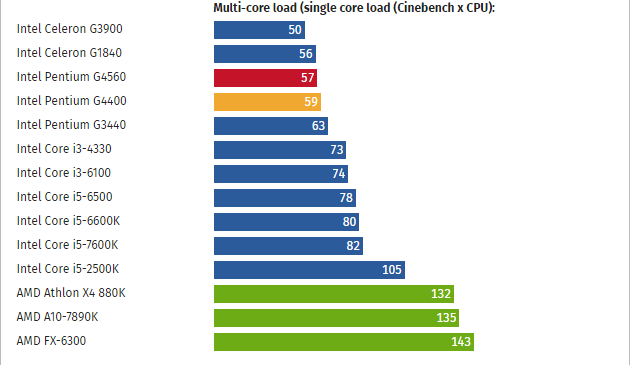 Multi-core load (single core load (Cinebench x CPU):
Intel Celeron G3900 50
Intel Celeron G1840 56
Intel Pentium G4560 57
Intel Pentium G4400 59
Intel Pentium G3440 63
Intel Core i3-4330 73
Intel Core i3-6100 74
Intel Core i5-6500 78
Intel Core i5-6600K 80
Intel Core i5-7600K 82
Intel Core i5-2500K 105
AMD Athlon X4 880K 132
AMD A10-7890K 135
AMD FX-6300 143